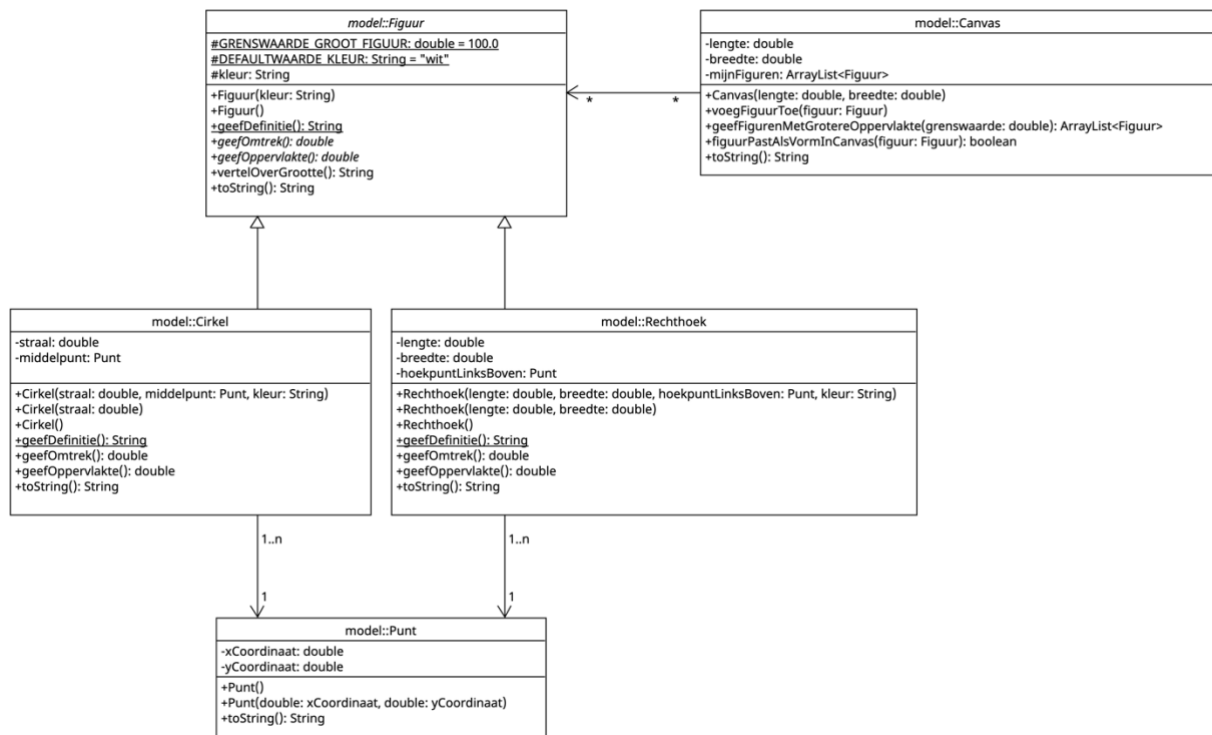 model::Figuur
#GRENSWAARDE_GROOT_FIGUUR: double = 100.0
#DEFAULTWAARDE_KLEUR: String = "wit"
#kleur: String
+Figuur(kleur: String)
+Figuur()
+geefDefinitie(): String
+geefOmtrek(): double
+geefOppervlakte(): double
+vertelOverGrootte(): String
+toString(): String
model::Canvas
-lengte: double
-breedte: double
-mijnFiguren: ArrayList<Figuur>
+Canvas(lengte: double, breedte: double)
+voegFiguurToe(figuur: Figuur)
+geefFigurenMetGrotereOppervlakte(grenswaarde: double): ArrayList<Figuur>
+figuurPastAlsVormInCanvas(figuur: Figuur): boolean
+toString(): String
* *
model::Cirkel
-straal: double
-middelpunt: Punt
+Cirkel(straal: double, middelpunt: Punt, kleur: String)
+Cirkel(straal: double)
+Cirkel()
+geefDefinitie(): String
+geefOmtrek(): double
+geefOppervlakte(): double
+toString(): String
model::Rechthoek
-lengte: double
-breedte: double
-hoekpuntLinksBoven: Punt
+Rechthoek(lengte: double, breedte: double, hoekpuntLinksBoven: Punt, kleur: String)
+Rechthoek(lengte: double, breedte: double)
+Rechthoek()
+geefDefinitie(): String
+geefOmtrek(): double
+geefOppervlakte(): double
+toString(): String
1..n
1..n
1
1
model::Punt
-xCoordinaat: double
-yCoordinaat: double
+Punt()
+Punt(double: xCoordinaat, double: yCoordinaat)
+toString(): String